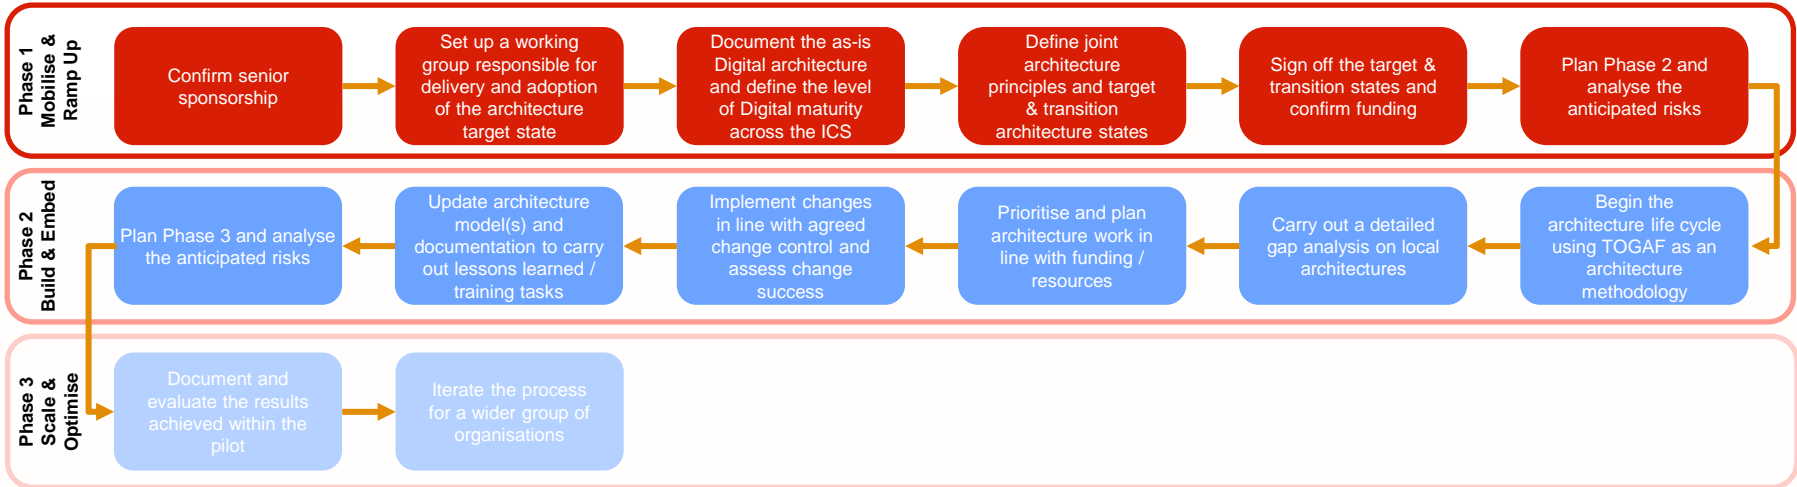 Phase 1
Mobilise &
Ramp Up
Confirm senior
sponsorship
Set up a working
group responsible for
delivery and adoption
of the architecture
target state
Document the as-is
Digital architecture
and define the level
of Digital maturity
across the ICS
Define joint
architecture
principles and target
& transition
architecture states
Sign off the target &
transition states and
confirm funding
Plan Phase 2 and
analyse the
anticipated risks
Phase 2
Build & Embed
Begin the
architecture life cycle
using TOGAF as an
architecture
methodology
Carry out a detailed
gap analysis on local
architectures
Prioritise and plan
architecture work in
line with funding /
resources
Implement changes
in line with agreed
change control and
assess change
success
Update architecture
model(s) and
documentation to carry
out lessons learned /
training tasks
Plan Phase 3 and analyse
the anticipated risks
Phase 3
Scale &
Optimise
Document and
evaluate the results
achieved within the
pilot
Iterate the process
for a wider group of
organisations